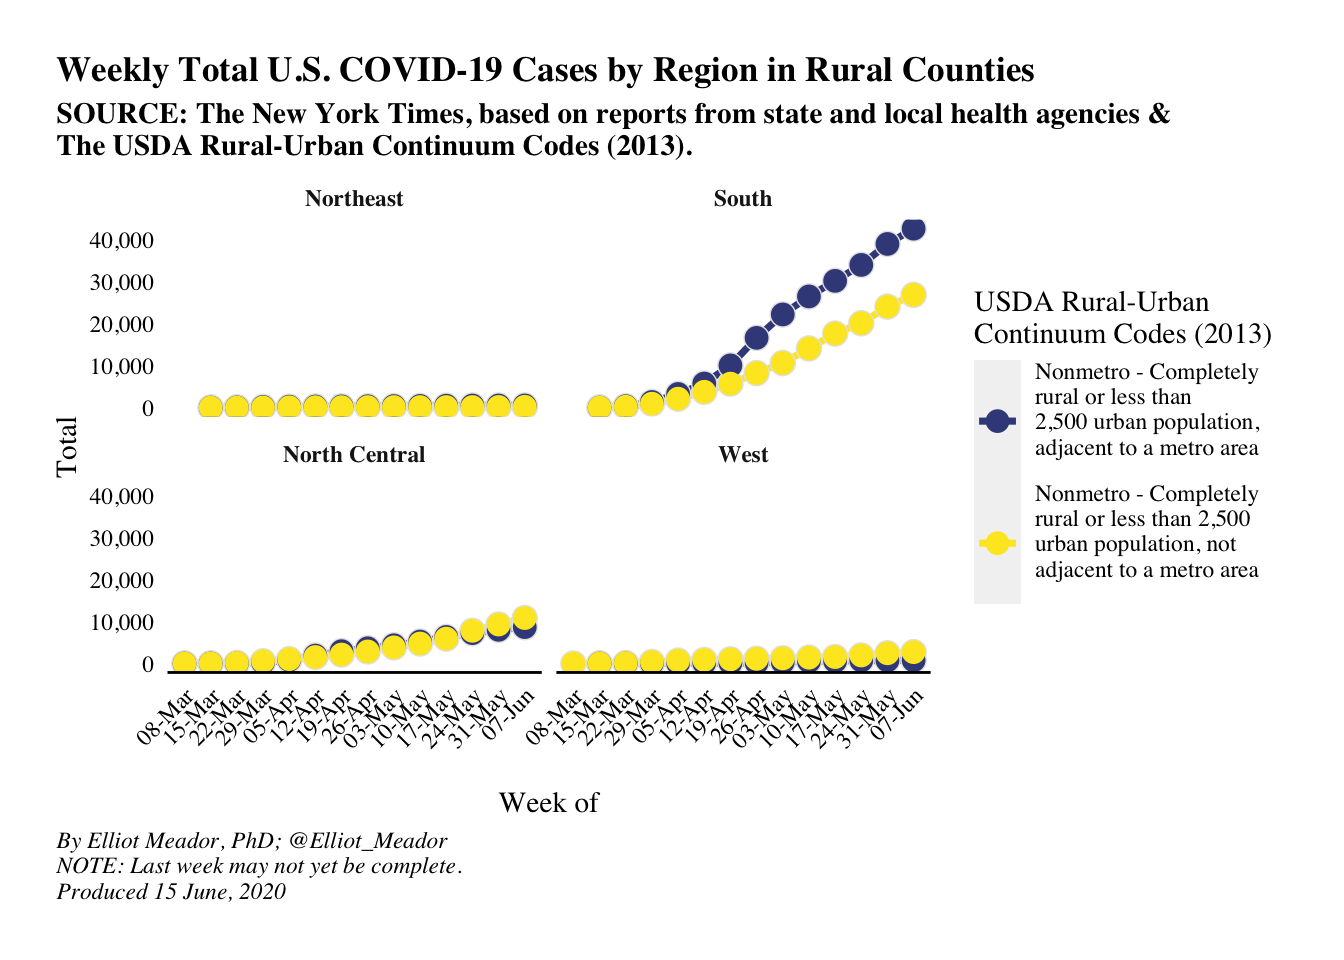 Weekly Total U.S. COVID-19 Cases by Region in Rural Counties
SOURCE: The New York Times, based on reports from state and local health agencies &
The USDA Rural-Urban Continuum Codes (2013).
Northeast
South
40,000
30,000
20,000
10,000
0
Total
North Central
West
40,000
30,000
20,000
10,000
0
08-Mar
15-Mar
22-Mar
29-Mar
05-Apr
12-Apr
19-Apr
26-Apr
03-May
10-May
17-May
24-May
31-May
07-Jun
08-Mar
15-Mar
22-Mar
29-Mar
05-Apr
12-Apr
19-Apr
26-Apr
03-May
10-May
17-May
24-May
31-May
07-Jun
Week of
USDA Rural-Urban
Continuum Codes (2013)
Nonmetro - Completely
rural or less than
2,500 urban population,
adjacent to a metro area
Nonmetro - Completely
rural or less than 2,500
urban population, not
adjacent to a metro area
By Elliot Meador, PhD; @Elliot_Meador
NOTE: Last week may not yet be complete.
Produced 15 June, 2020